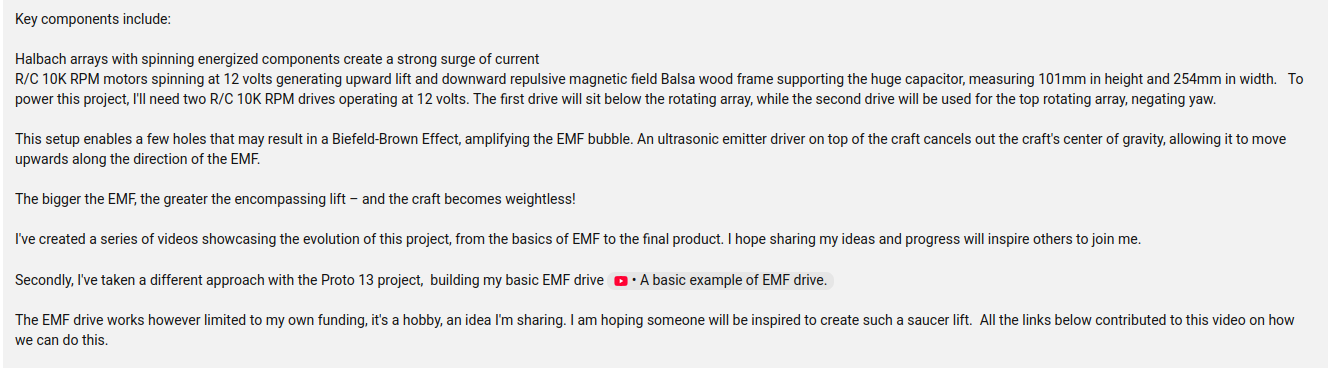 Key components include:
Halbach arrays with spinning energized components create a strong surge of current
R/C 10K RPM motors spinning at 12 volts generating upward lift and downward repulsive magnetic field Balsa wood frame supporting the huge capacitor, measuring 101mm in height and 254mm in width.   To
power this project, I'll need two R/C 10K RPM drives operating at 12 volts. The first drive will sit below the rotating array, while the second drive will be used for the top rotating array, negating yaw.
This setup enables a few holes that may result in a Biefeld-Brown Effect, amplifying the EMF bubble. An ultrasonic emitter driver on top of the craft cancels out the craft's center of gravity, allowing it to move
upwards along the direction of the EMF.
The bigger the EMF, the greater the encompassing lift – and the craft becomes weightless!
I've created a series of videos showcasing the evolution of this project, from the basics of EMF to the final product. I hope sharing my ideas and progress will inspire others to join me.
Secondly, I've taken a different approach with the Proto 13 project,  building my basic EMF drive • A basic example of EMF drive.
The EMF drive works however limited to my own funding, it's a hobby, an idea I'm sharing. I am hoping someone will be inspired to create such a saucer lift.  All the links below contributed to this video on how
we can do this.